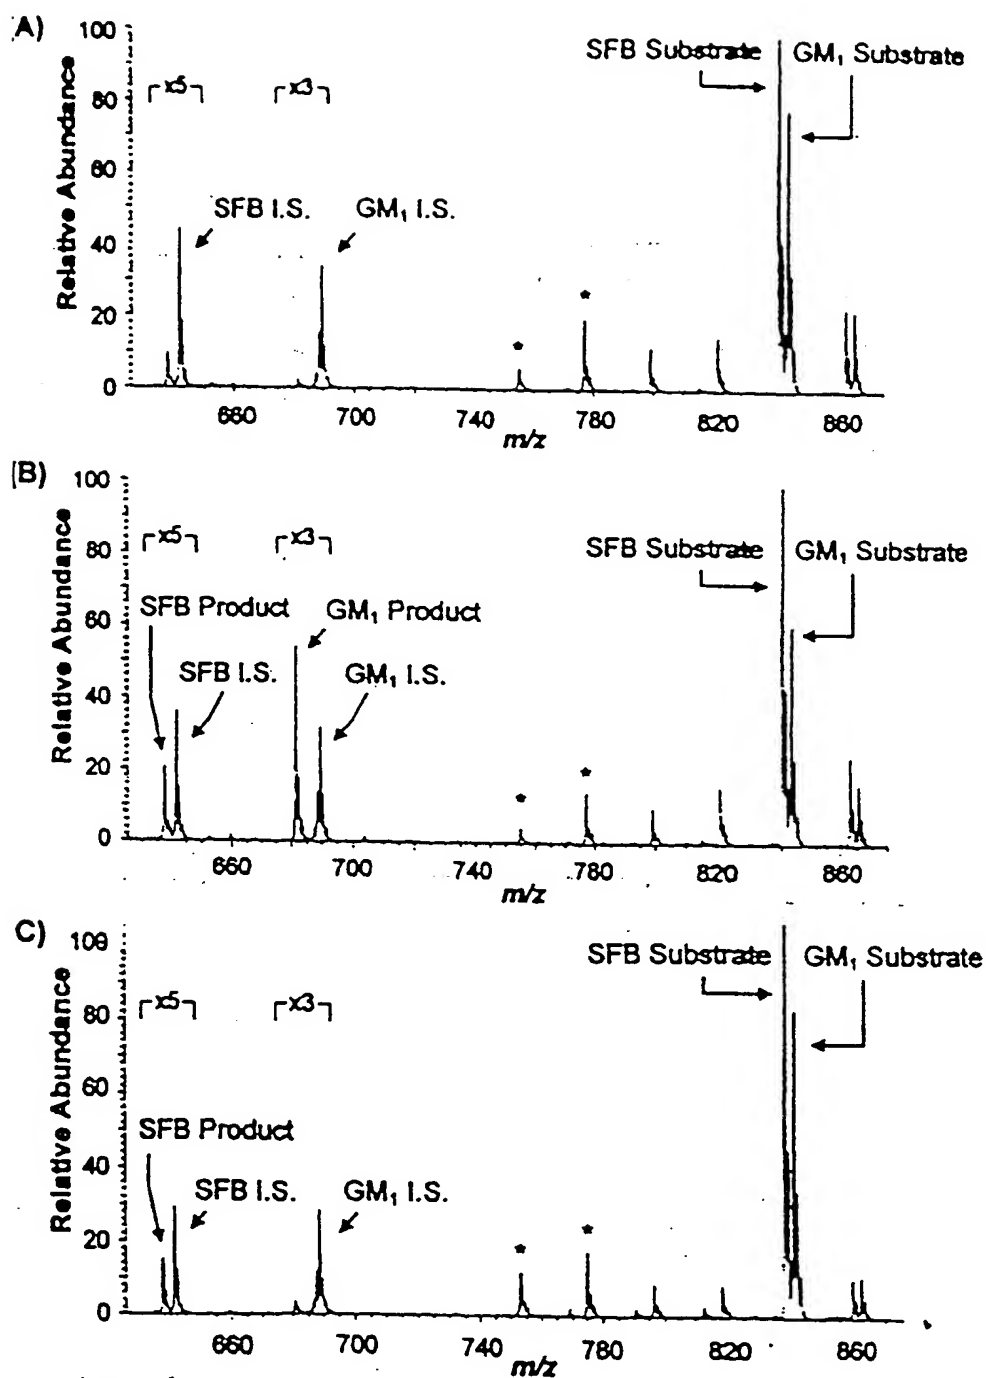 A)
Relative Abundance
100
80
60
40
20
0
x5
x3
SFB Substrate
GM₁ Substrate
SFB I.S.
GM₁ I.S.
*
*
660
700
740
780
820
860
m/z
B)
Relative Abundance
100
80
60
40
20
0
x5
x3
SFB Substrate
GM₁ Substrate
SFB Product
GM₁ Product
SFB I.S.
GM₁ I.S.
*
*
660
700
740
780
820
860
m/z
C)
Relative Abundance
100
80
60
40
20
0
x5
x3
SFB Substrate
GM₁ Substrate
SFB Product
SFB I.S.
GM₁ I.S.
*
*
660
700
740
780
820
860
m/z